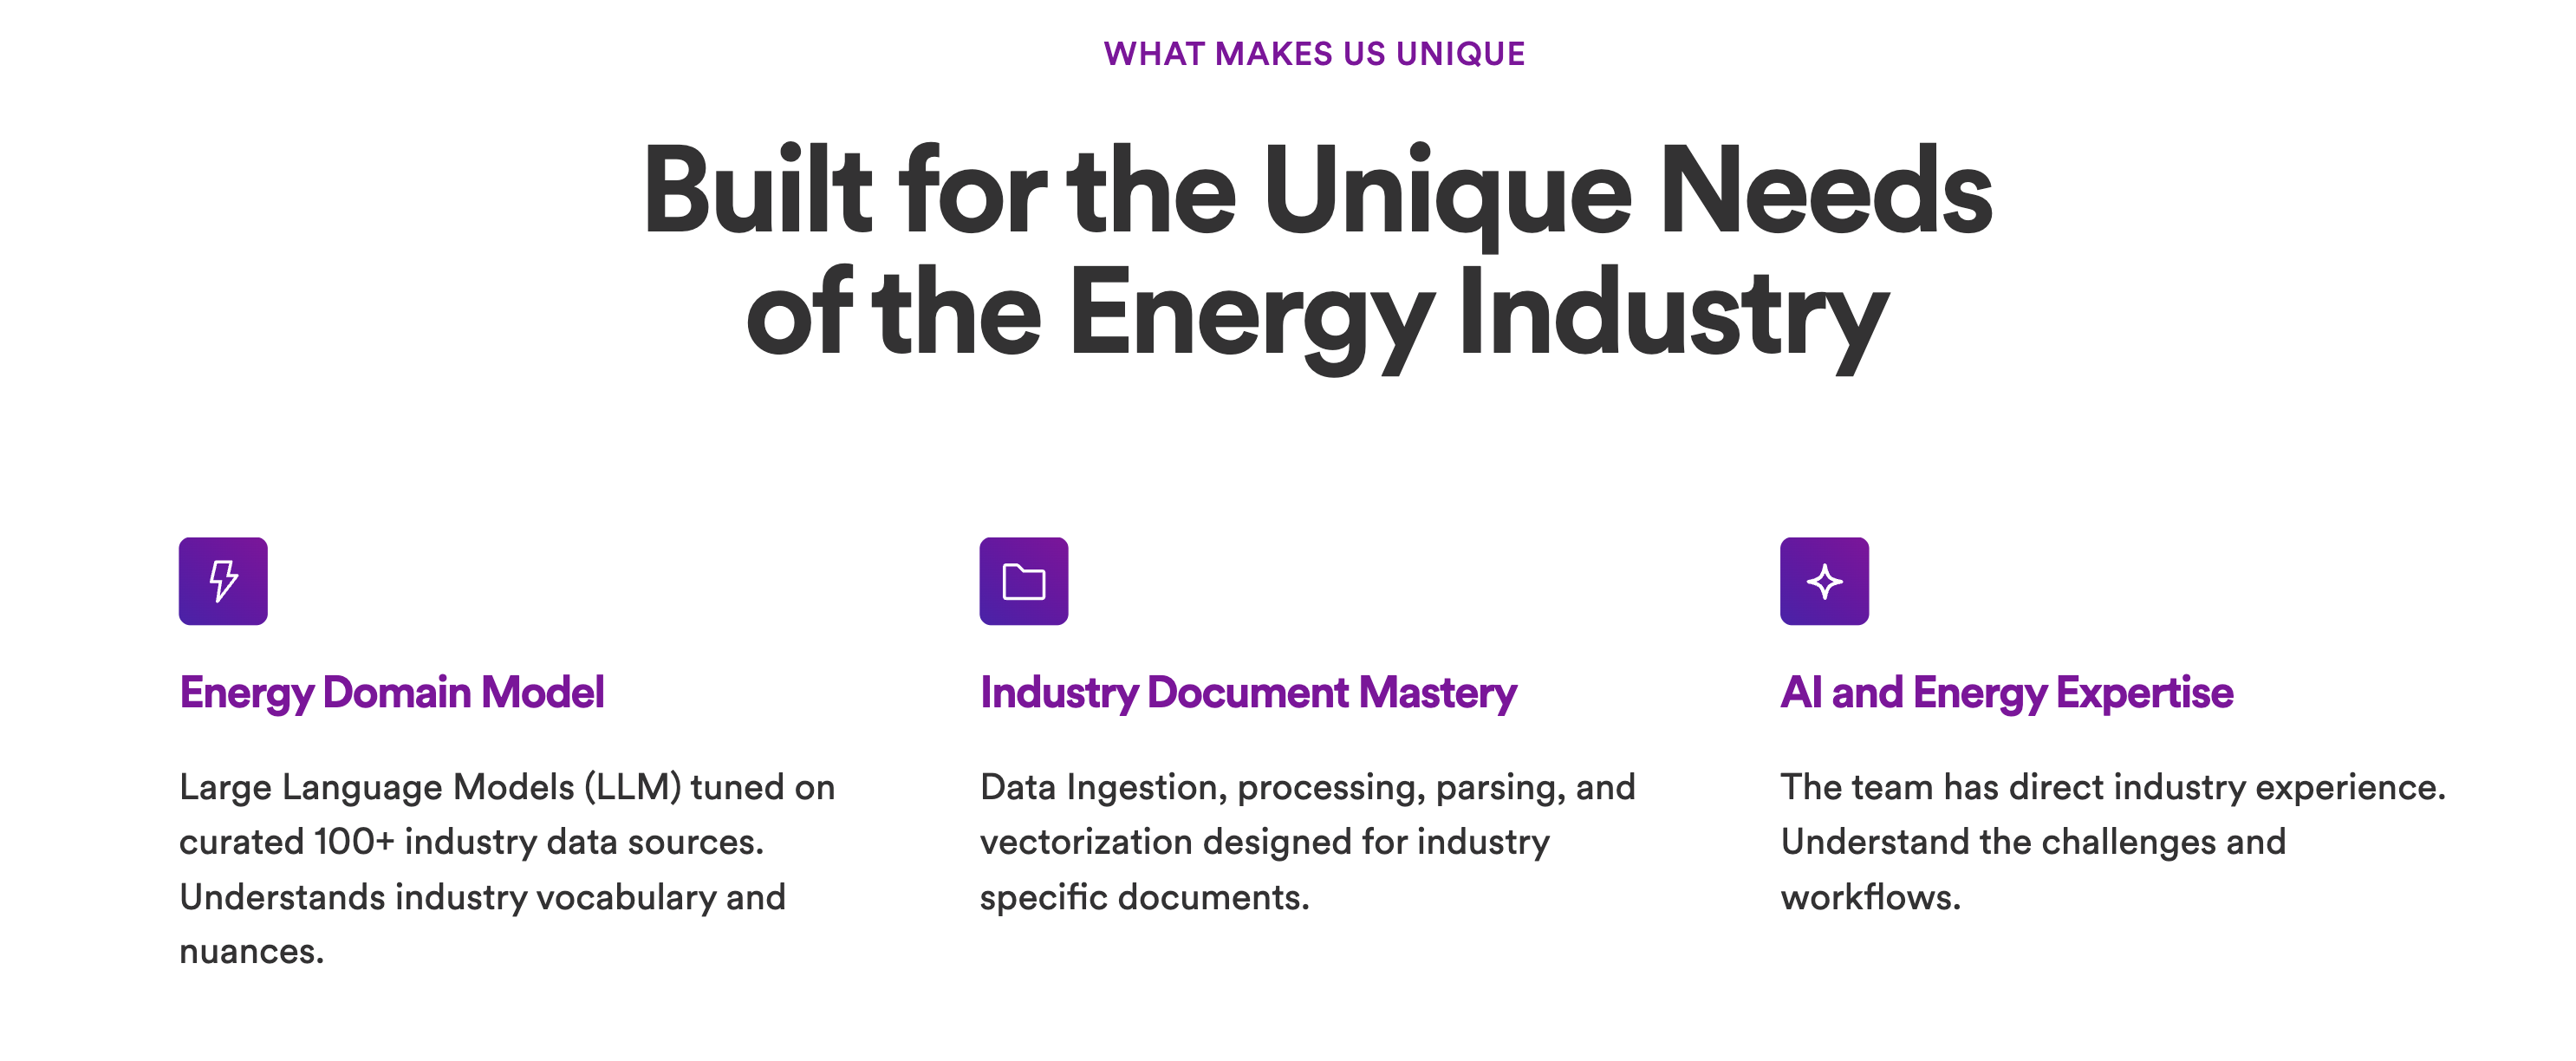 WHAT MAKES US UNIQUE
Built for the Unique Needs
of the Energy Industry
Energy Domain Model
Large Language Models (LLM) tuned on
curated 100+ industry data sources.
Understands industry vocabulary and
nuances.
Industry Document Mastery
Data Ingestion, processing, parsing, and
vectorization designed for industry
specific documents.
AI and Energy Expertise
The team has direct industry experience.
Understand the challenges and
workflows.